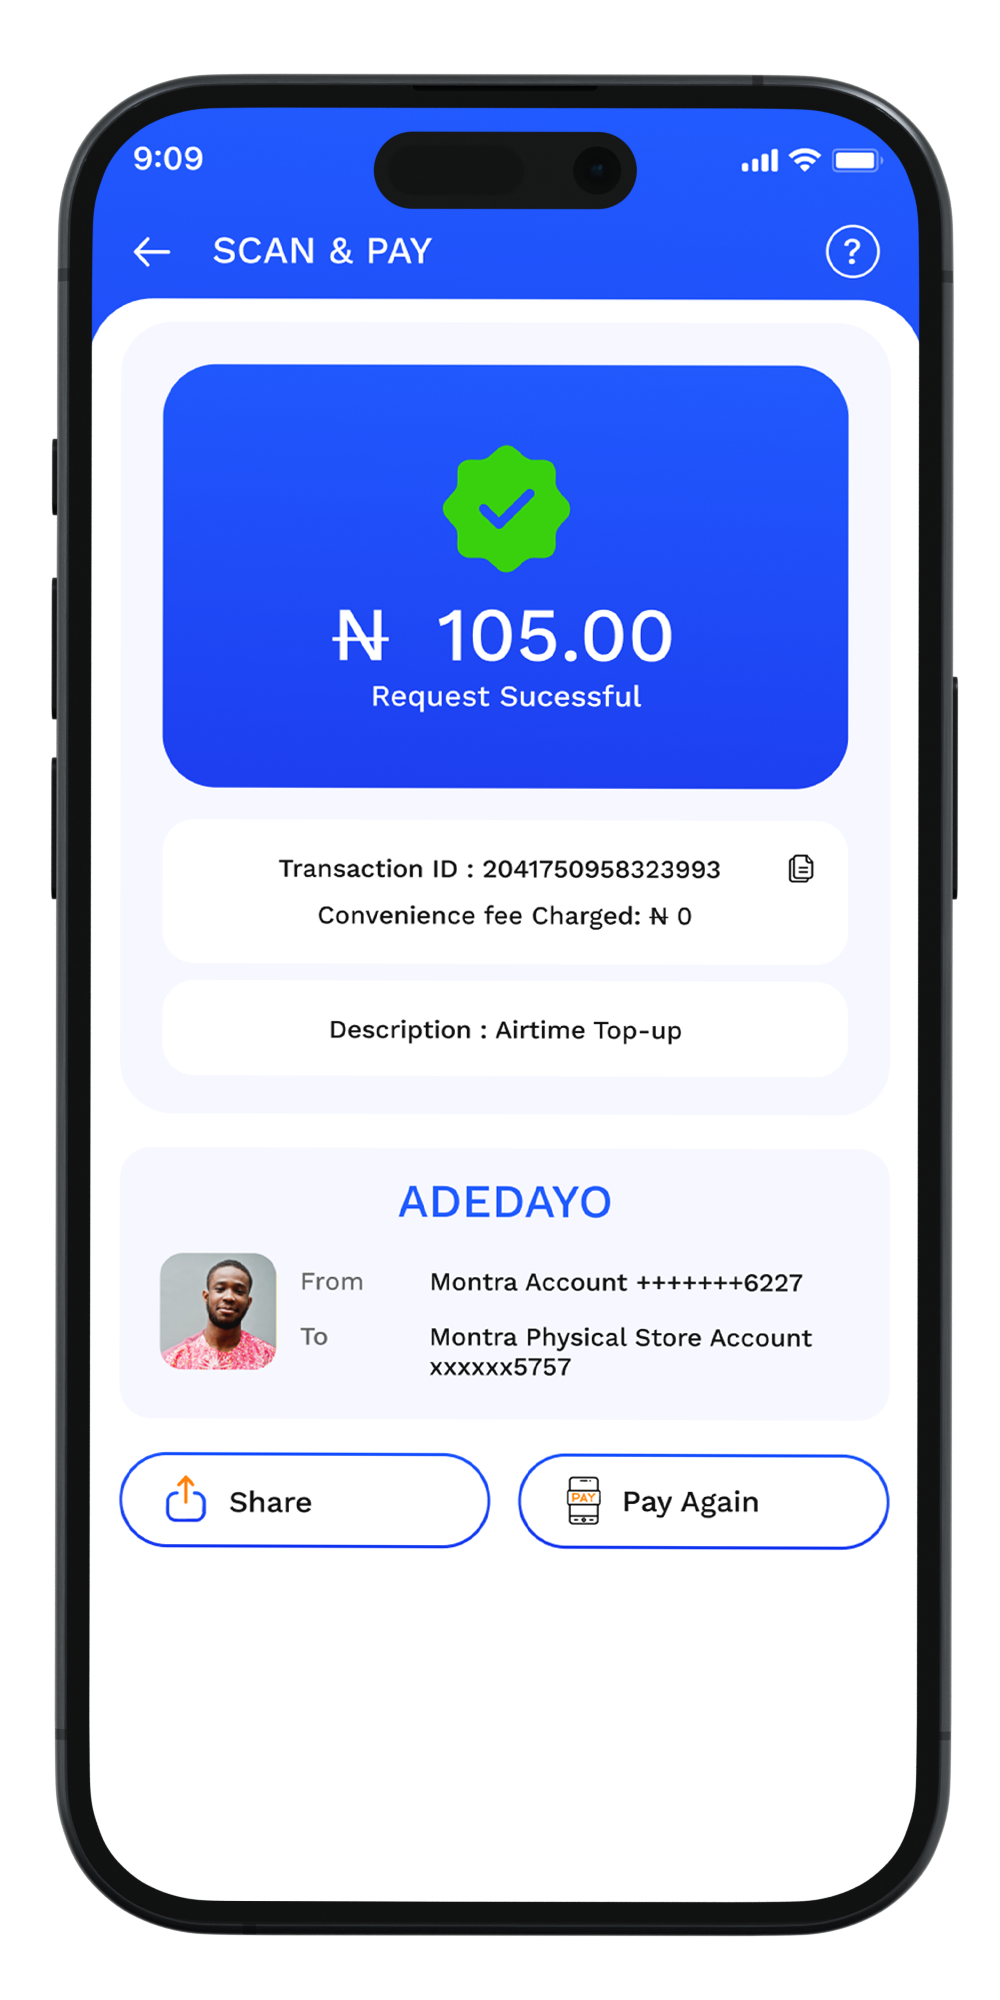 9:09
SCAN & PAY
?
₦ 105.00
Request Sucessful
Transaction ID : 2041750958323993
Convenience fee Charged: ₦ 0
Description : Airtime Top-up
ADEDAYO
From Montra Account +++++++6227
To Montra Physical Store Account
xxxxxx5757
Share
PAY
Pay Again